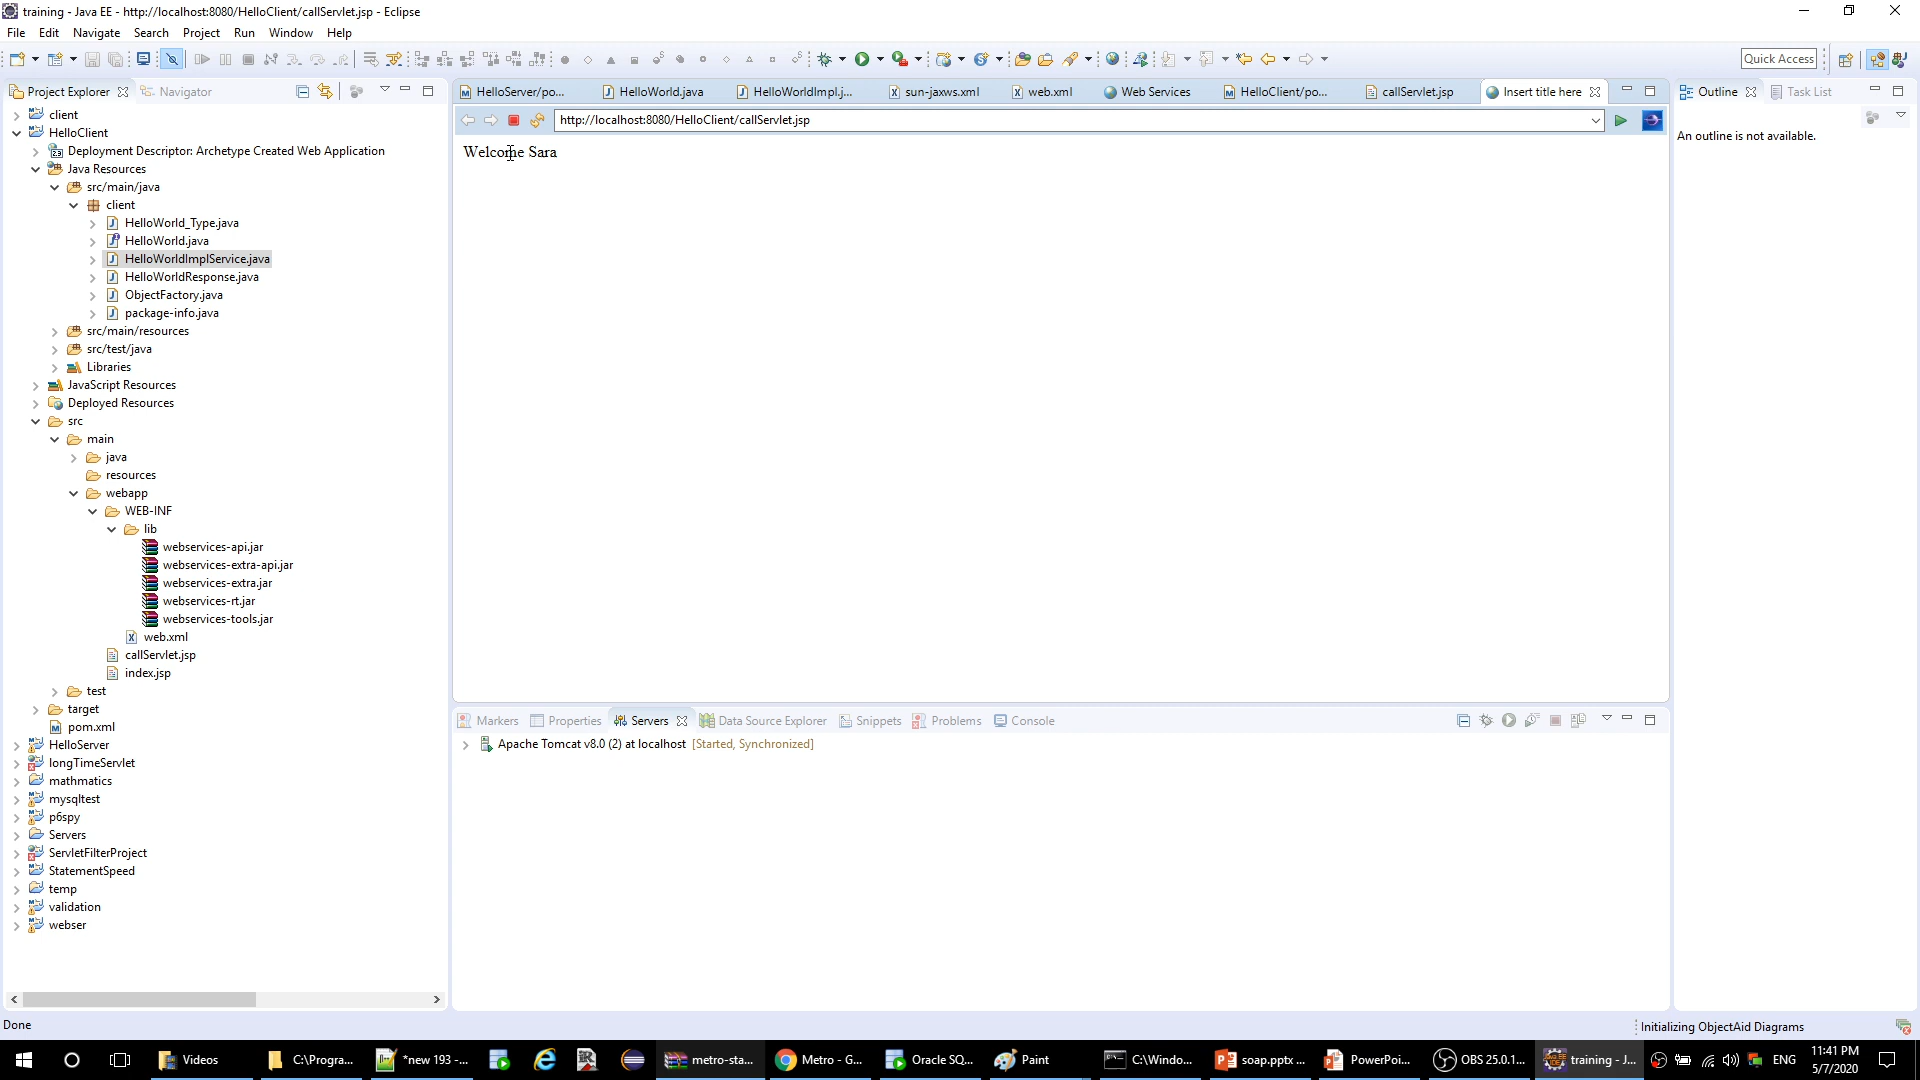 training - Java EE - http://localhost:8080/HelloClient/callServlet.jsp - Eclipse
File Edit Navigate Search Project Run Window Help
Quick Access
Project Explorer Navigator
HelloServer/po... HelloWorld.java HelloWorldImpl.j... sun-jaxws.xml web.xml Web Services HelloClient/po... callServlet.jsp Insert title here
Outline Task List
http://localhost:8080/HelloClient/callServlet.jsp
An outline is not available.
Welcome Sara
client
HelloClient
Deployment Descriptor: Archetype Created Web Application
Java Resources
src/main/java
client
HelloWorld_Type.java
HelloWorld.java
HelloWorldImplService.java
HelloWorldResponse.java
ObjectFactory.java
package-info.java
src/main/resources
src/test/java
Libraries
JavaScript Resources
Deployed Resources
src
main
java
resources
webapp
WEB-INF
lib
webservices-api.jar
webservices-extra-api.jar
webservices-extra.jar
webservices-rt.jar
webservices-tools.jar
web.xml
callServlet.jsp
index.jsp
test
target
pom.xml
HelloServer
longTimeServlet
mathmatics
mysqltest
p6spy
Servers
ServletFilterProject
StatementSpeed
temp
validation
webser
Markers Properties Servers Data Source Explorer Snippets Problems Console
Apache Tomcat v8.0 (2) at localhost [Started, Synchronized]
Done
Initializing ObjectAid Diagrams
Videos C:\Progra... *new 193 -... metro-sta... Metro - G... Oracle SQ... Paint C:\Windo... soap.pptx ... PowerPoi... OBS 25.0.1... training - J... ENG
11:41 PM
5/7/2020